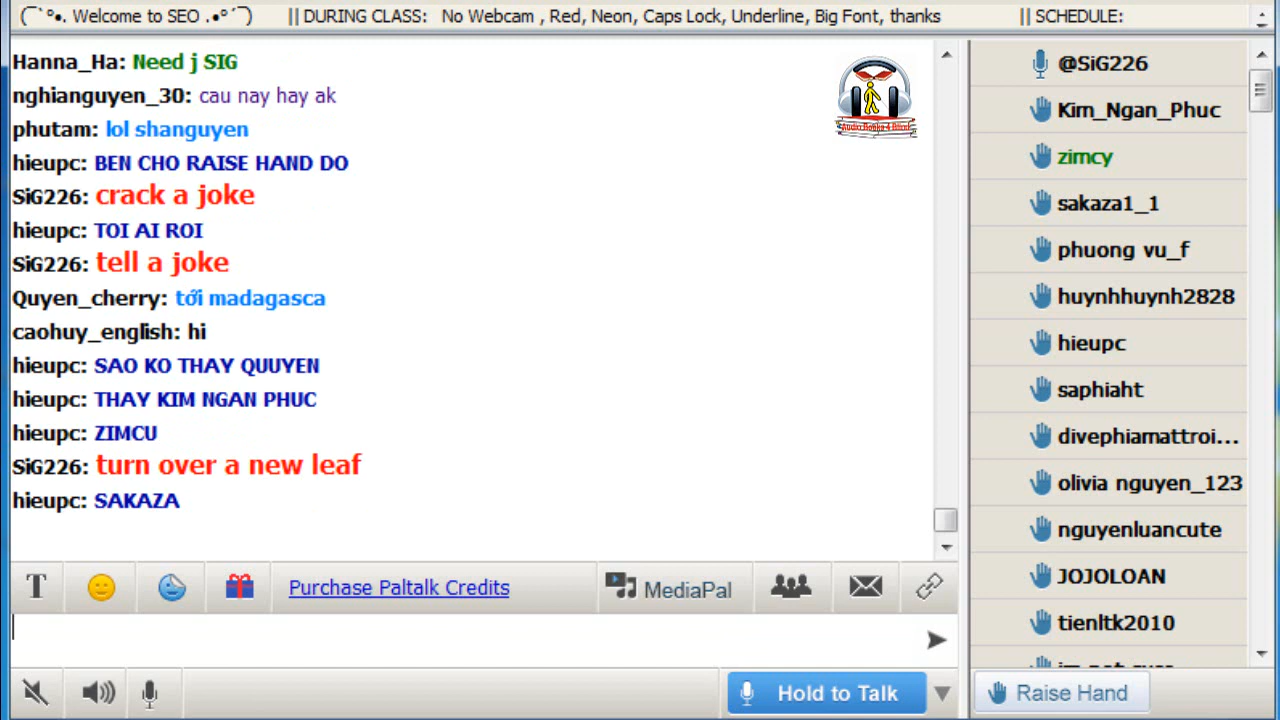 (¯`°•. Welcome to SEO .•°´¯) || DURING CLASS: No Webcam , Red, Neon, Caps Lock, Underline, Big Font, thanks || SCHEDULE:
Hanna_Ha: Need j SIG
nghianguyen_30: cau nay hay ak
phutam: lol shanguyen
hieupc: BEN CHO RAISE HAND DO
SiG226: crack a joke
hieupc: TOI AI ROI
SiG226: tell a joke
Quyen_cherry: tới madagasca
caohuy_english: hi
hieupc: SAO KO THAY QUUYEN
hieupc: THAY KIM NGAN PHUC
hieupc: ZIMCU
SiG226: turn over a new leaf
hieupc: SAKAZA
Audio Books 4 Blind
@SiG226
Kim_Ngan_Phuc
zimcy
sakaza1_1
phuong vu_f
huynhhuynh2828
hieupc
saphiaht
divephiamattroi...
olivia nguyen_123
nguyenluancute
JOJOLOAN
tienltk2010
T
Purchase Paltalk Credits
MediaPal
Hold to Talk
Raise Hand